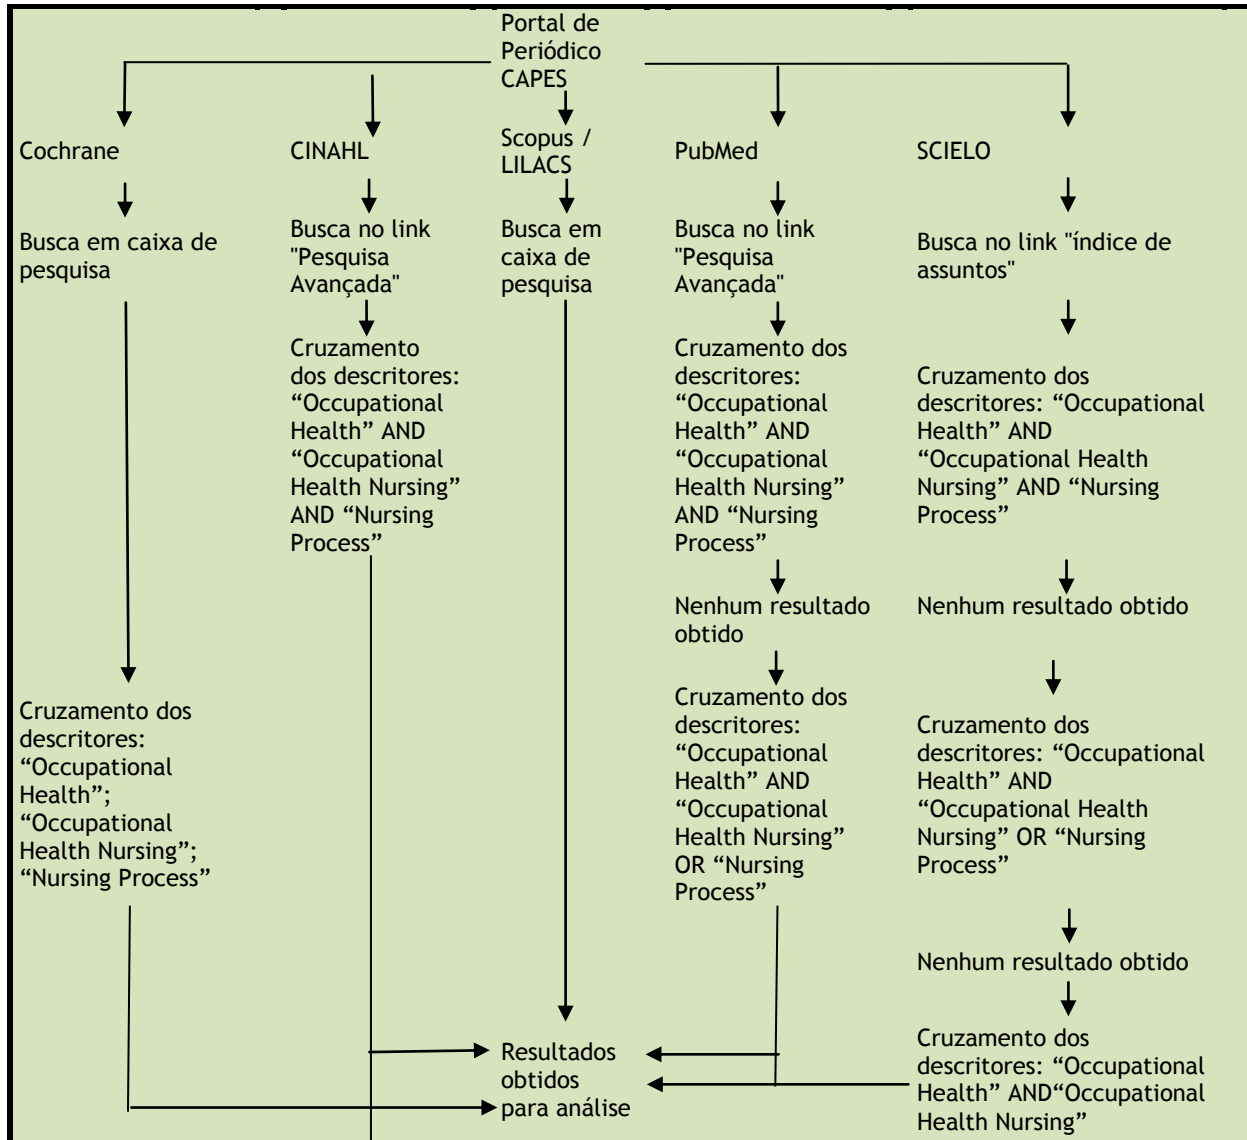 Portal de
Periódico
CAPES
Cochrane
CINAHL
Scopus /
LILACS
PubMed
SCIELO
Busca em caixa de
pesquisa
Busca no link
"Pesquisa
Avançada"
Busca em
caixa de
pesquisa
Busca no link
"Pesquisa
Avançada"
Busca no link "índice de
assuntos"
Cruzamento
dos descritores:
“Occupational
Health” AND
“Occupational
Health Nursing”
AND “Nursing
Process”
Cruzamento dos
descritores:
“Occupational
Health” AND
“Occupational
Health Nursing”
AND “Nursing
Process”
Cruzamento dos
descritores: “Occupational
Health” AND
“Occupational Health
Nursing” AND “Nursing
Process”
Nenhum resultado
obtido
Nenhum resultado obtido
Cruzamento dos
descritores:
“Occupational
Health”;
“Occupational
Health Nursing”;
“Nursing Process”
Cruzamento dos
descritores:
“Occupational
Health” AND
“Occupational
Health Nursing”
OR “Nursing
Process”
Cruzamento dos
descritores: “Occupational
Health” AND
“Occupational Health
Nursing” OR “Nursing
Process”
Nenhum resultado obtido
Resultados
obtidos
para análise
Cruzamento dos
descritores: “Occupational
Health” AND“Occupational
Health Nursing”